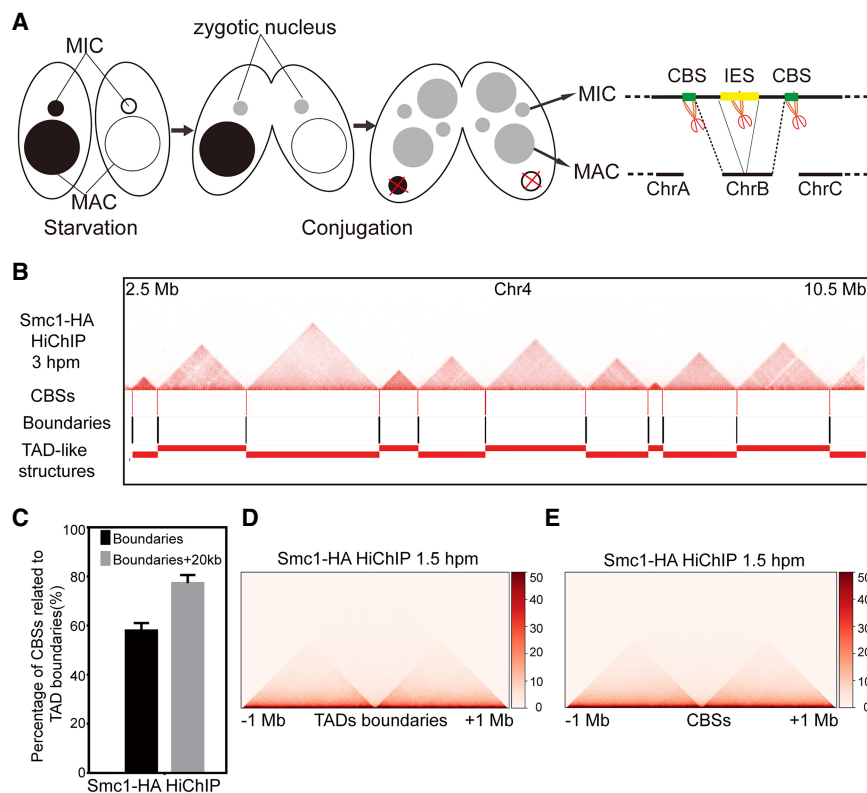 A
MIC
MAC
Starvation
zygotic nucleus
Conjugation
MIC
MAC
CBS IES CBS
ChrA ChrB ChrC
B
2.5 Mb Chr4 10.5 Mb
Smc1-HA
HiChIP
3 hpm
CBSs
Boundaries
TAD-like
structures
C
Percentage of CBSs related to
TAD boundaries(%)
100
80
60
40
20
0
Boundaries
Boundaries+20kb
Smc1-HA HiChIP
D
Smc1-HA HiChIP 1.5 hpm
50
40
30
20
10
0
-1 Mb TADs boundaries +1 Mb
E
Smc1-HA HiChIP 1.5 hpm
50
40
30
20
10
0
-1 Mb CBSs +1 Mb